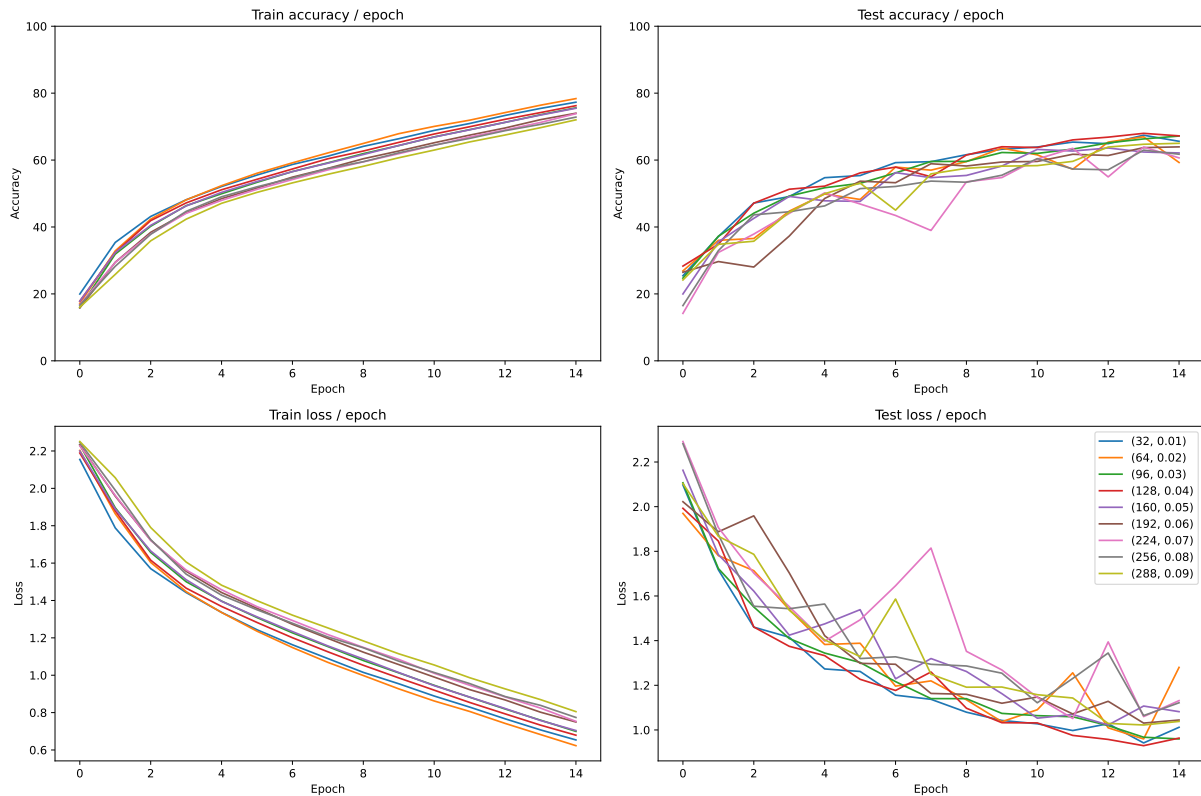 Train accuracy / epoch
100
80
60
40
20
0
Accuracy
0 2 4 6 8 10 12 14
Epoch
Test accuracy / epoch
100
80
60
40
20
0
Accuracy
0 2 4 6 8 10 12 14
Epoch
Train loss / epoch
2.2
2.0
1.8
1.6
1.4
1.2
1.0
0.8
0.6
Loss
0 2 4 6 8 10 12 14
Epoch
Test loss / epoch
2.2
2.0
1.8
1.6
1.4
1.2
1.0
Loss
0 2 4 6 8 10 12 14
Epoch
(32, 0.01)
(64, 0.02)
(96, 0.03)
(128, 0.04)
(160, 0.05)
(192, 0.06)
(224, 0.07)
(256, 0.08)
(288, 0.09)